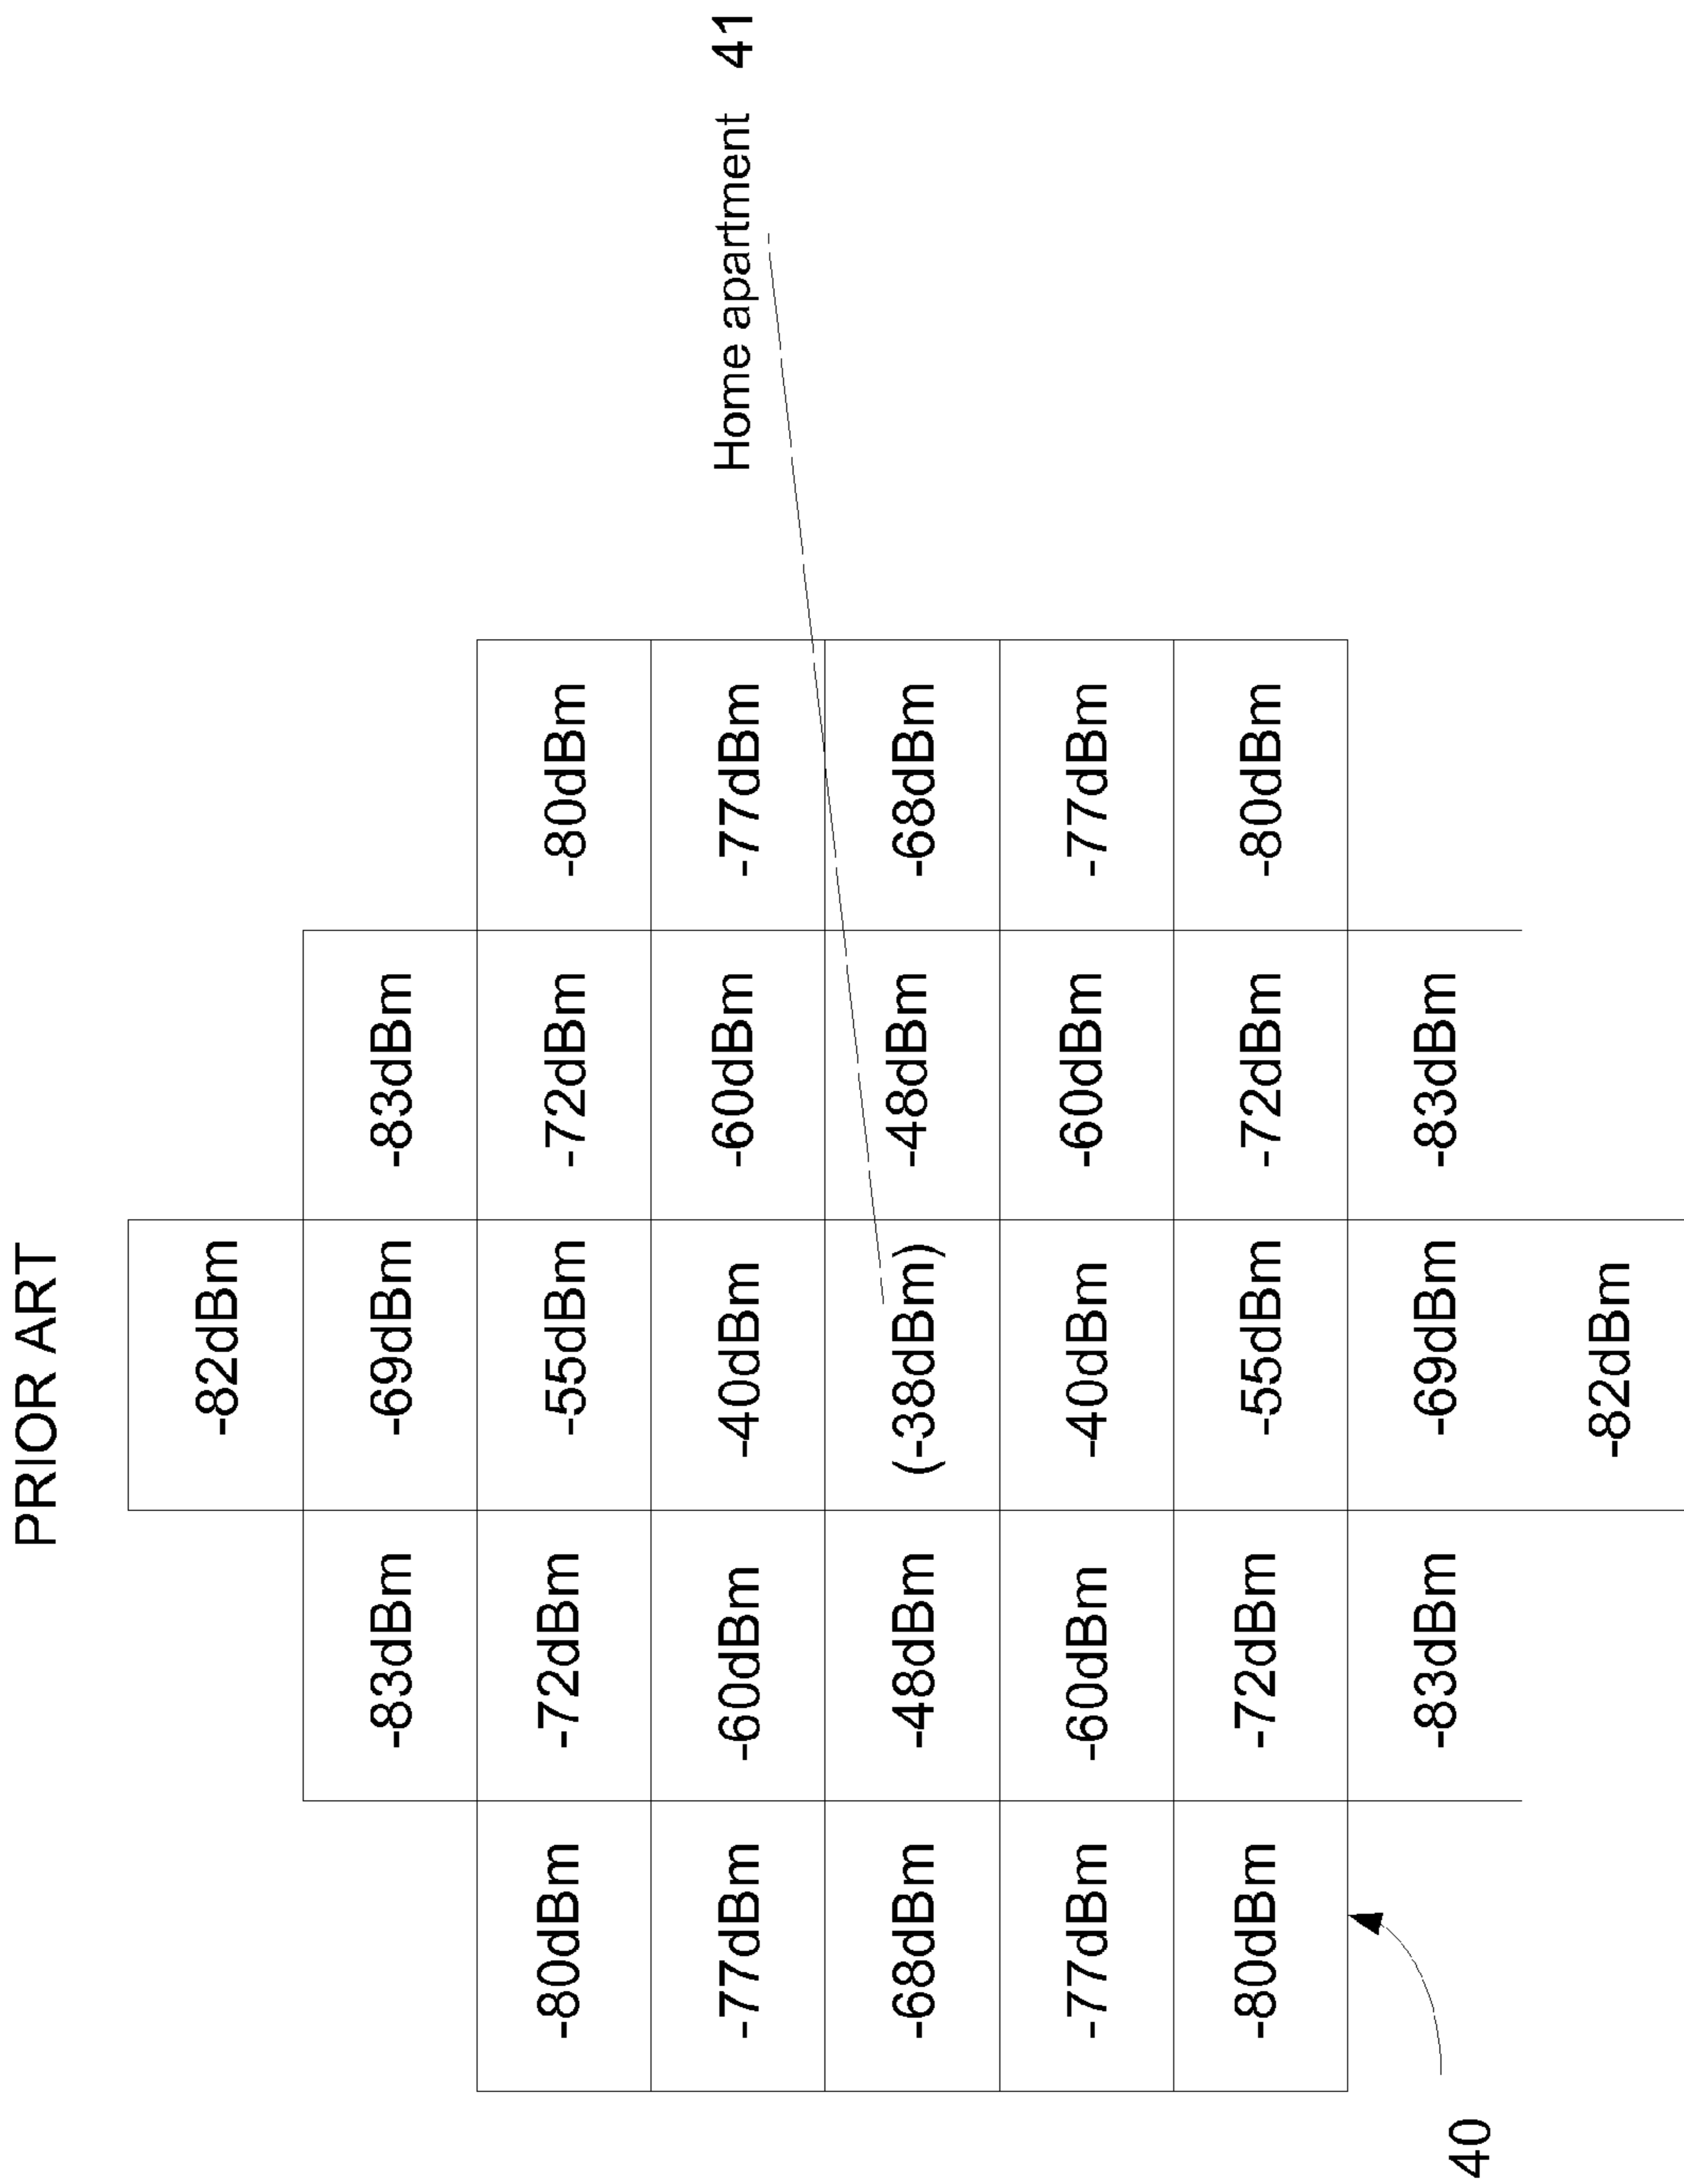 PRIOR ART
-82dBm
-83dBm -69dBm -83dBm
-80dBm -72dBm -55dBm -72dBm -80dBm
-77dBm -60dBm -40dBm -60dBm -77dBm Home apartment 41
-68dBm -48dBm (-38dBm) -48dBm -68dBm
-77dBm -60dBm -40dBm -60dBm -77dBm
-80dBm -72dBm -55dBm -72dBm -80dBm
-83dBm -69dBm -83dBm
40
-82dBm